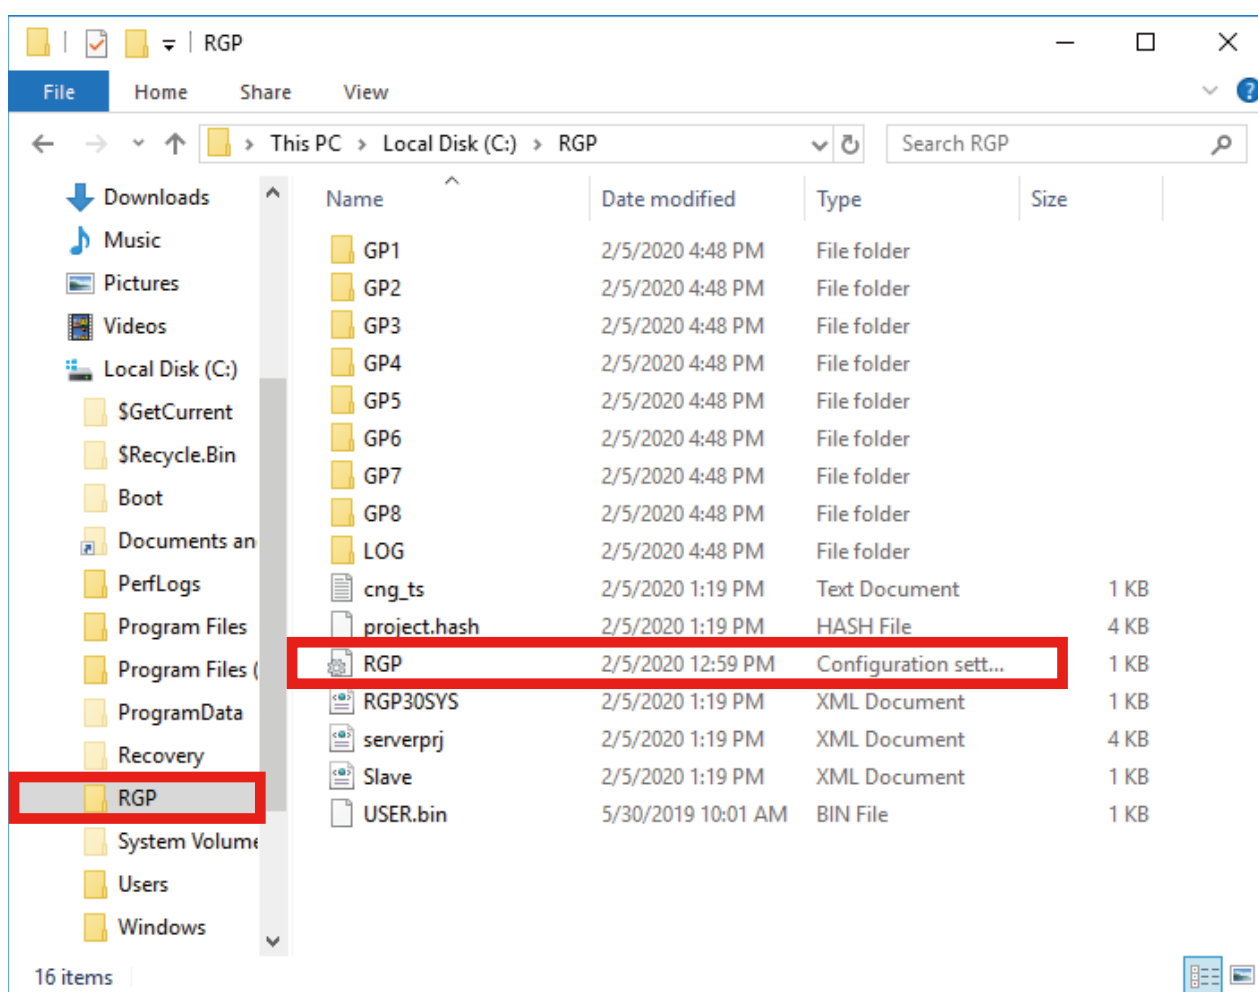 RGP
File Home Share View
This PC > Local Disk (C:) > RGP Search RGP
Name Date modified Type Size
Downloads
Music
Pictures
Videos
Local Disk (C:)
$GetCurrent
$Recycle.Bin
Boot
Documents an
PerfLogs
Program Files
Program Files (
ProgramData
Recovery
RGP
System Volume
Users
Windows
GP1 2/5/2020 4:48 PM File folder
GP2 2/5/2020 4:48 PM File folder
GP3 2/5/2020 4:48 PM File folder
GP4 2/5/2020 4:48 PM File folder
GP5 2/5/2020 4:48 PM File folder
GP6 2/5/2020 4:48 PM File folder
GP7 2/5/2020 4:48 PM File folder
GP8 2/5/2020 4:48 PM File folder
LOG 2/5/2020 4:48 PM File folder
cng_ts 2/5/2020 1:19 PM Text Document 1 KB
project.hash 2/5/2020 1:19 PM HASH File 4 KB
RGP 2/5/2020 12:59 PM Configuration sett... 1 KB
RGP30SYS 2/5/2020 1:19 PM XML Document 1 KB
serverprj 2/5/2020 1:19 PM XML Document 4 KB
Slave 2/5/2020 1:19 PM XML Document 1 KB
USER.bin 5/30/2019 10:01 AM BIN File 1 KB
16 items